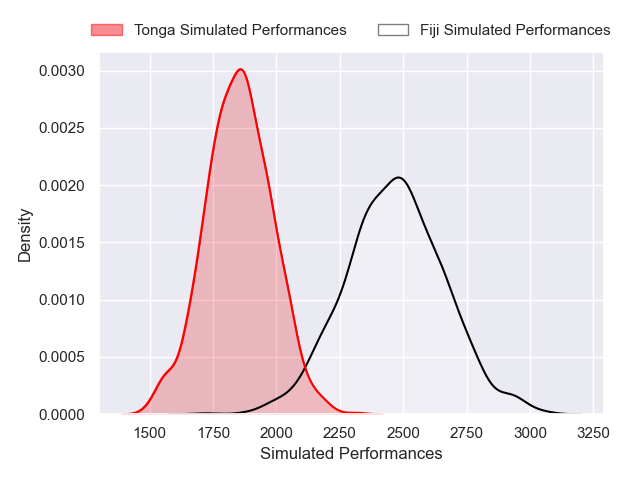 Tonga Simulated Performances Fiji Simulated Performances
0.0030
0.0025
0.0020
0.0015
0.0010
0.0005
0.0000
Density
1500 1750 2000 2250 2500 2750 3000 3250
Simulated Performances